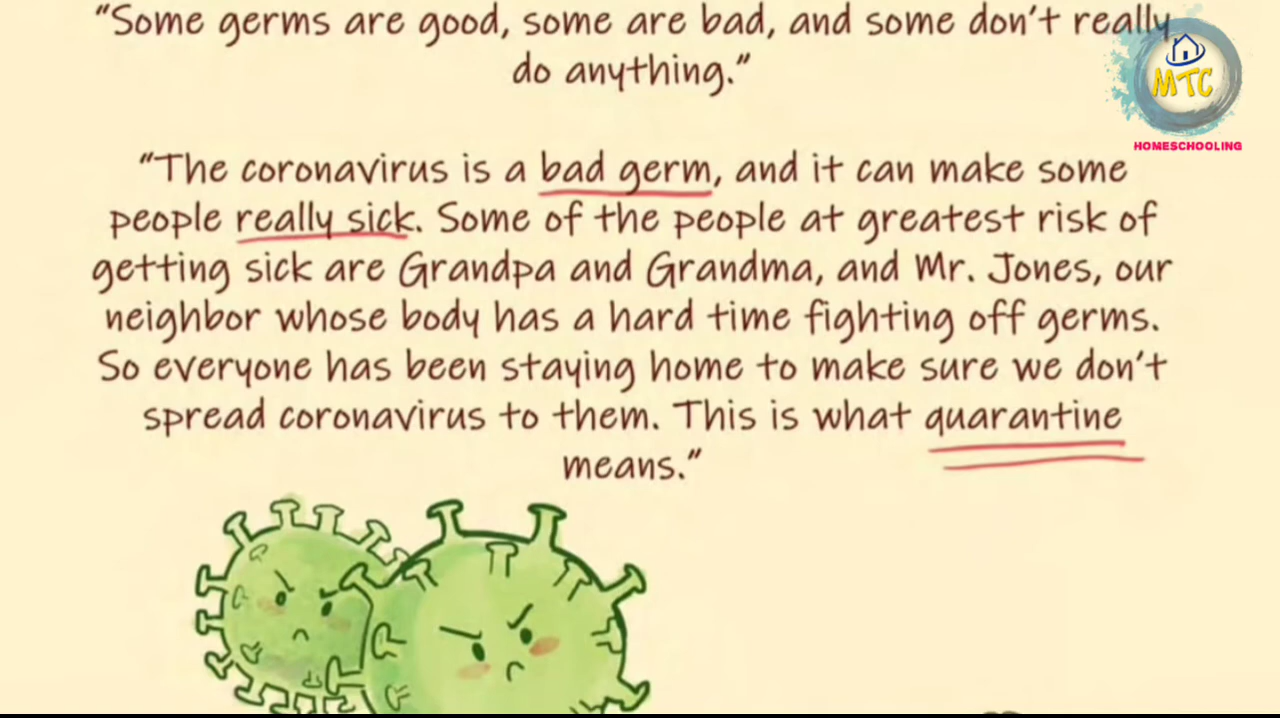 “Some germs are good, some are bad, and some don't really
do anything.”
“The coronavirus is a bad germ, and it can make some
people really sick. Some of the people at greatest risk of
getting sick are Grandpa and Grandma, and Mr. Jones, our
neighbor whose body has a hard time fighting off germs.
So everyone has been staying home to make sure we don't
spread coronavirus to them. This is what quarantine
means.”
MTC
HOMESCHOOLING